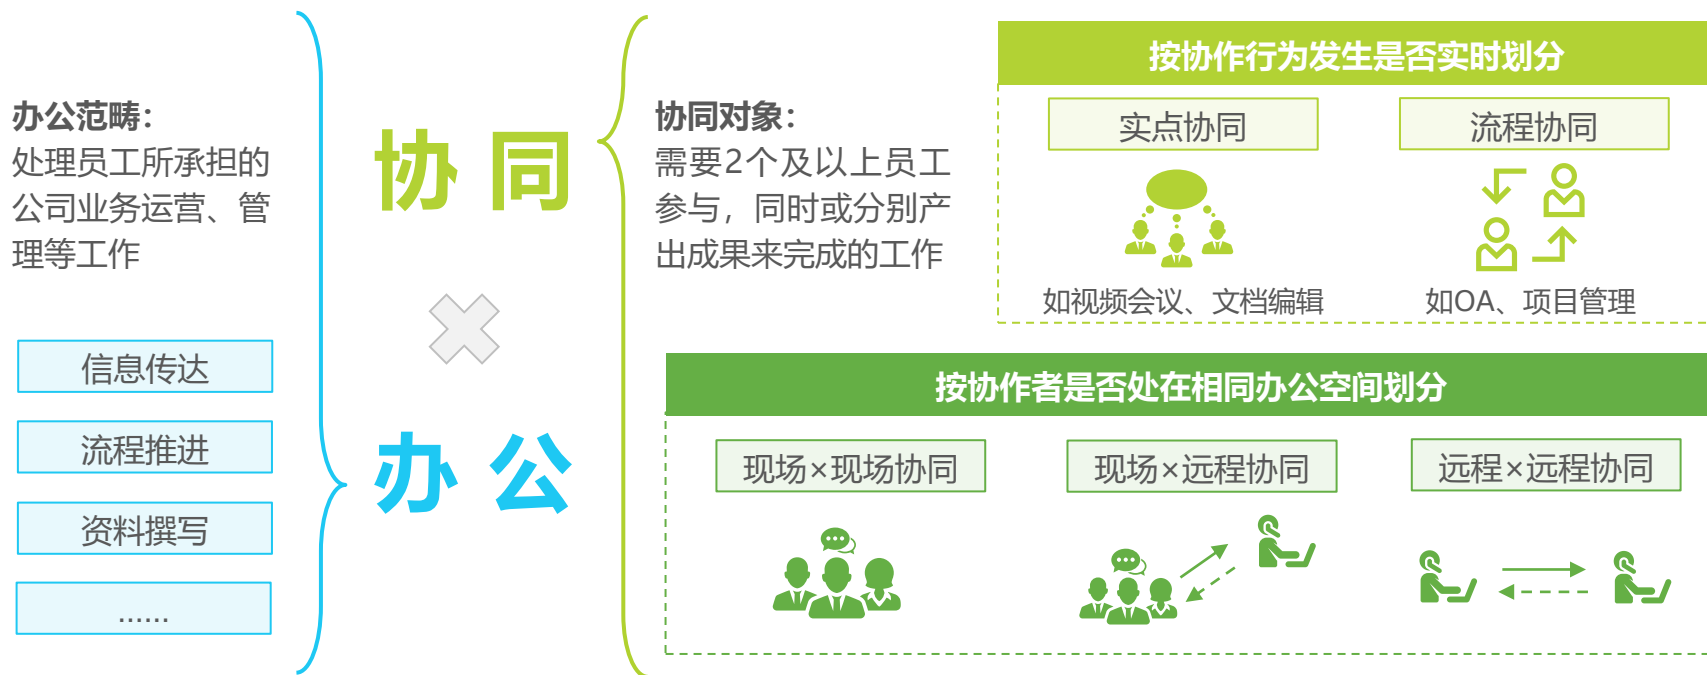 办公范畴：
处理员工所承担的
公司业务运营、管
理等工作
信息传达
流程推进
资料撰写
……
协同
办公
协同对象：
需要2个及以上员工
参与，同时或分别产
出成果来完成的工作
按协作行为发生是否实时划分
实点协同
流程协同
如视频会议、文档编辑
如OA、项目管理
按协作者是否处在相同办公空间划分
现场×现场协同
现场×远程协同
远程×远程协同